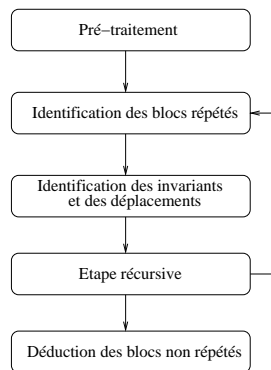 Pré−traitement
Identification des blocs répétés
Identification des invariants
et des déplacements
Etape récursive
Déduction des blocs non répétés